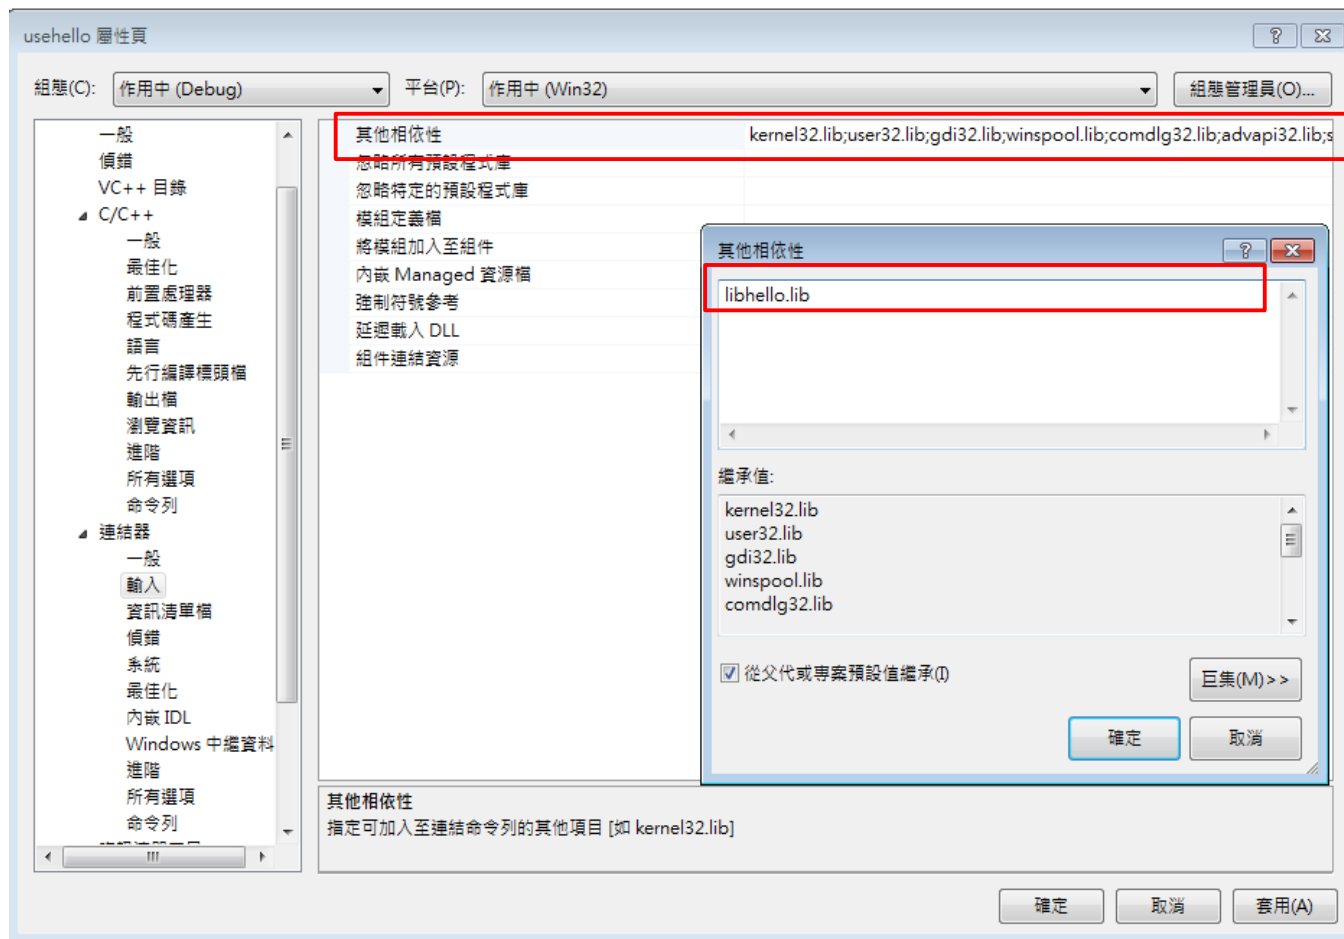 usehello 屬性頁
組態(C): 作用中 (Debug) 平台(P): 作用中 (Win32) 組態管理員(O)...
一般
偵錯
VC++ 目錄
C/C++
一般
最佳化
前置處理器
程式碼產生
語言
先行編譯標頭檔
輸出檔
瀏覽資訊
進階
所有選項
命令列
連結器
一般
輸入
資訊清單檔
偵錯
系統
最佳化
內嵌 IDL
Windows 中繼資料
進階
所有選項
命令列
其他相依性 kernel32.lib;user32.lib;gdi32.lib;winspool.lib;comdlg32.lib;advapi32.lib;s
忽略所有預設程式庫
忽略特定的預設程式庫
模組定義檔
將模組加入至組件
內嵌 Managed 資源檔
強制符號參考
延遲載入 DLL
組件連結資源
其他相依性
libhello.lib
繼承值:
kernel32.lib
user32.lib
gdi32.lib
winspool.lib
comdlg32.lib
從父代或專案預設值繼承(I)
巨集(M)>>
確定 取消
其他相依性
指定可加入至連結命令列的其他項目 [如 kernel32.lib]
確定 取消 套用(A)